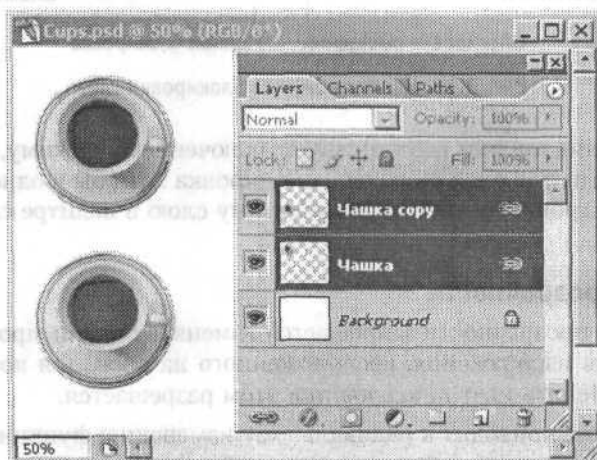 Cups.psd @ 50% (RGB/8*)
Layers Channels Paths
Normal Opacity: 100%
Lock: Fill: 100%
Чашка copy
Чашка
Background
50%